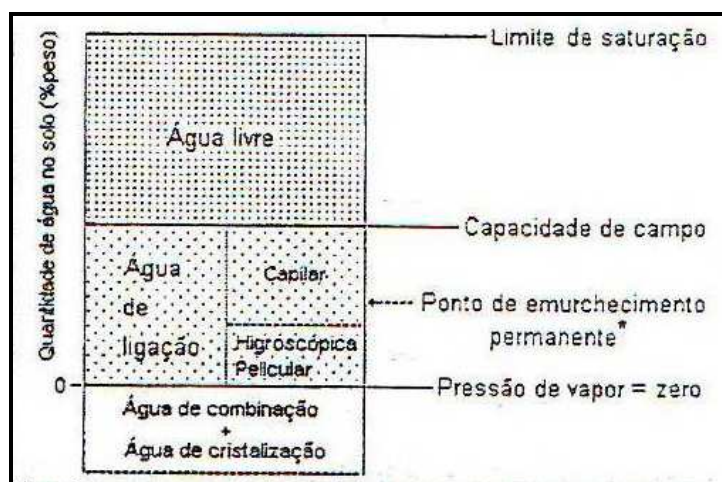 Quantidade de água no solo (%peso)
Limite de saturação
Água livre
Capacidade de campo
Água
de
ligação
Capilar
Ponto de emurchecimento
permanente*
Higroscópica
Pelicular
0
Pressão de vapor = zero
Água de combinação
+
Água de cristalização